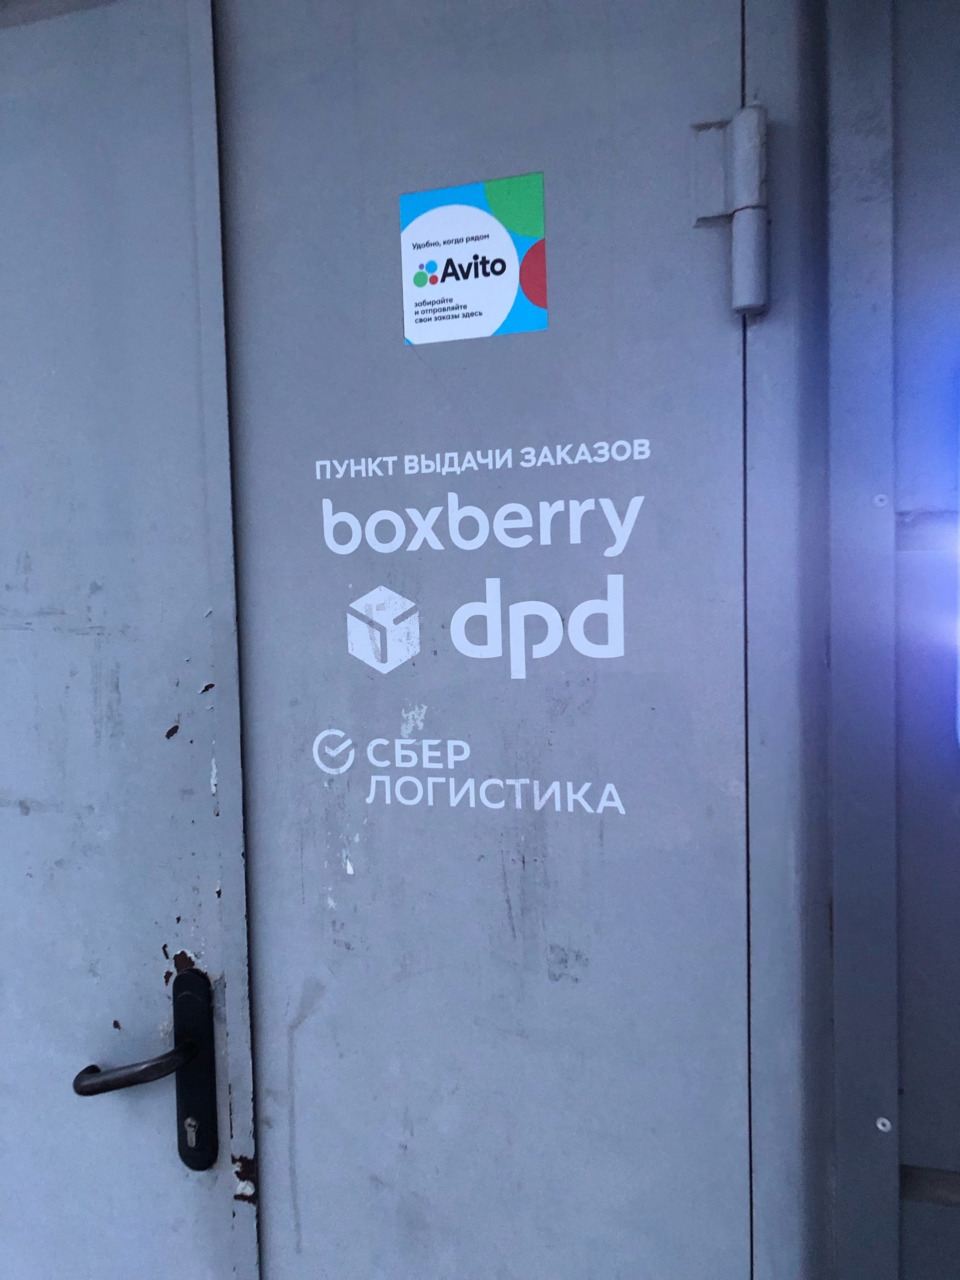 Удобно, когда рядом
Avito
забирайте
и отправляйте
свои заказы здесь
ПУНКТ ВЫДАЧИ ЗАКАЗОВ
boxberry
dpd
СБЕР
ЛОГИСТИКА